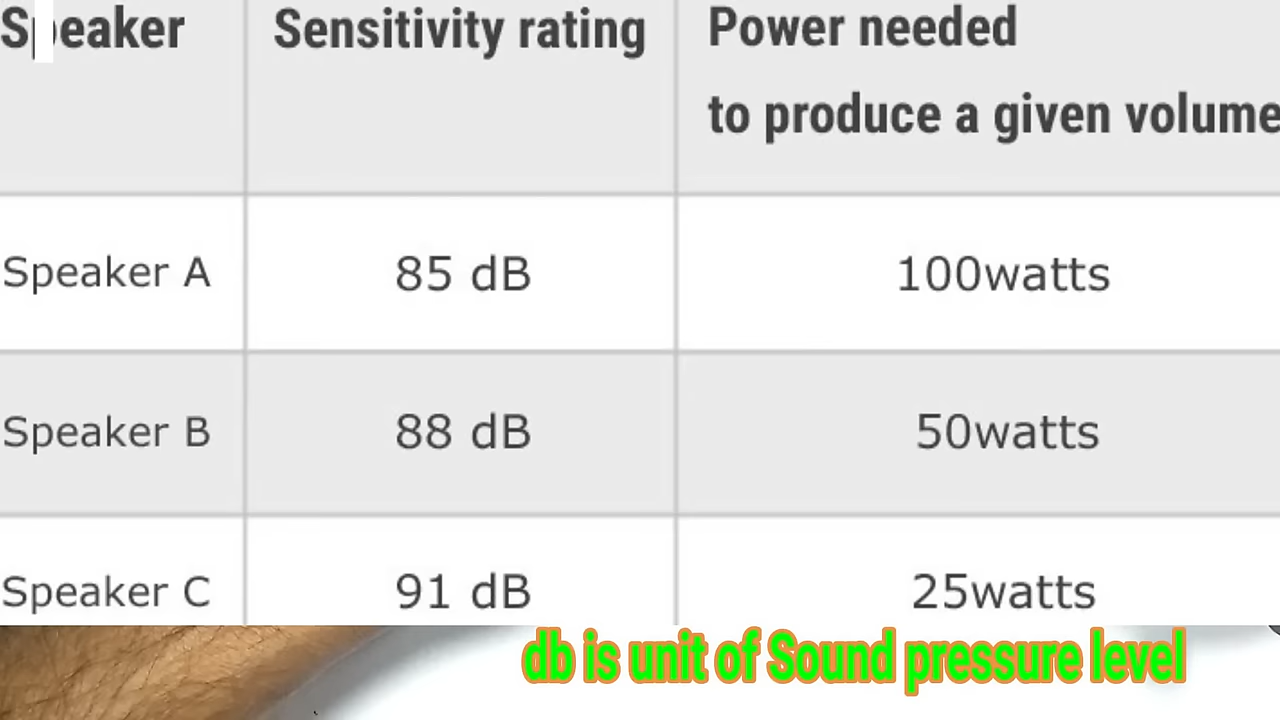 Speaker Sensitivity rating Power needed
to produce a given volume
Speaker A 85 dB 100watts
Speaker B 88 dB 50watts
Speaker C 91 dB 25watts
db is unit of Sound pressure level